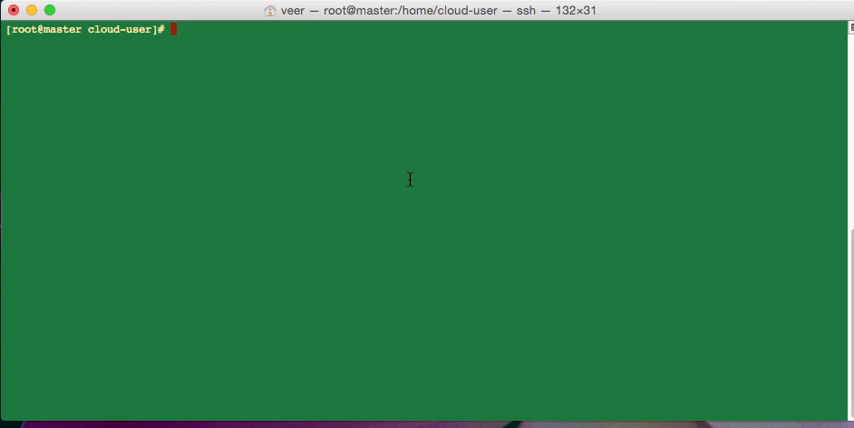 veer — root@master:/home/cloud-user — ssh — 132×31
[root@master cloud-user]#